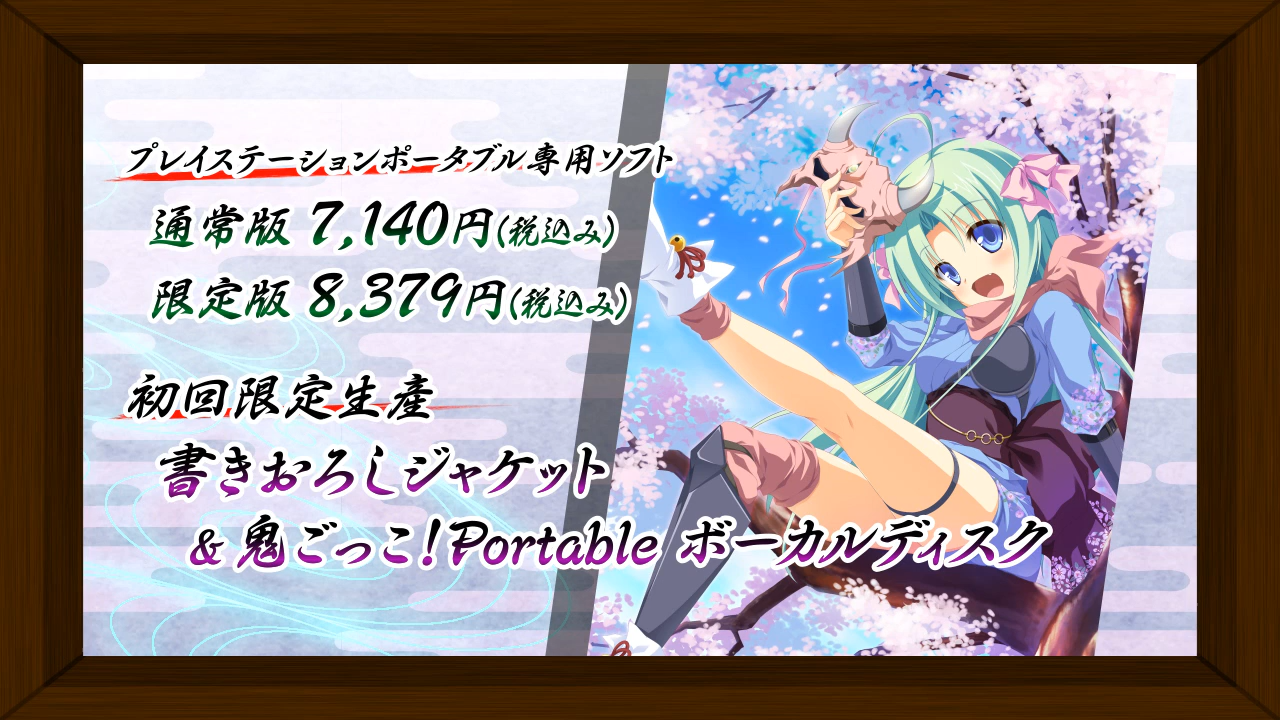 プレイステーションポータブル専用ソフト
通常版 7,140円(税込み)
限定版 8,379円(税込み)
初回限定生産
書きおろしジャケット
&鬼ごっこ!Portable ボーカルディスク